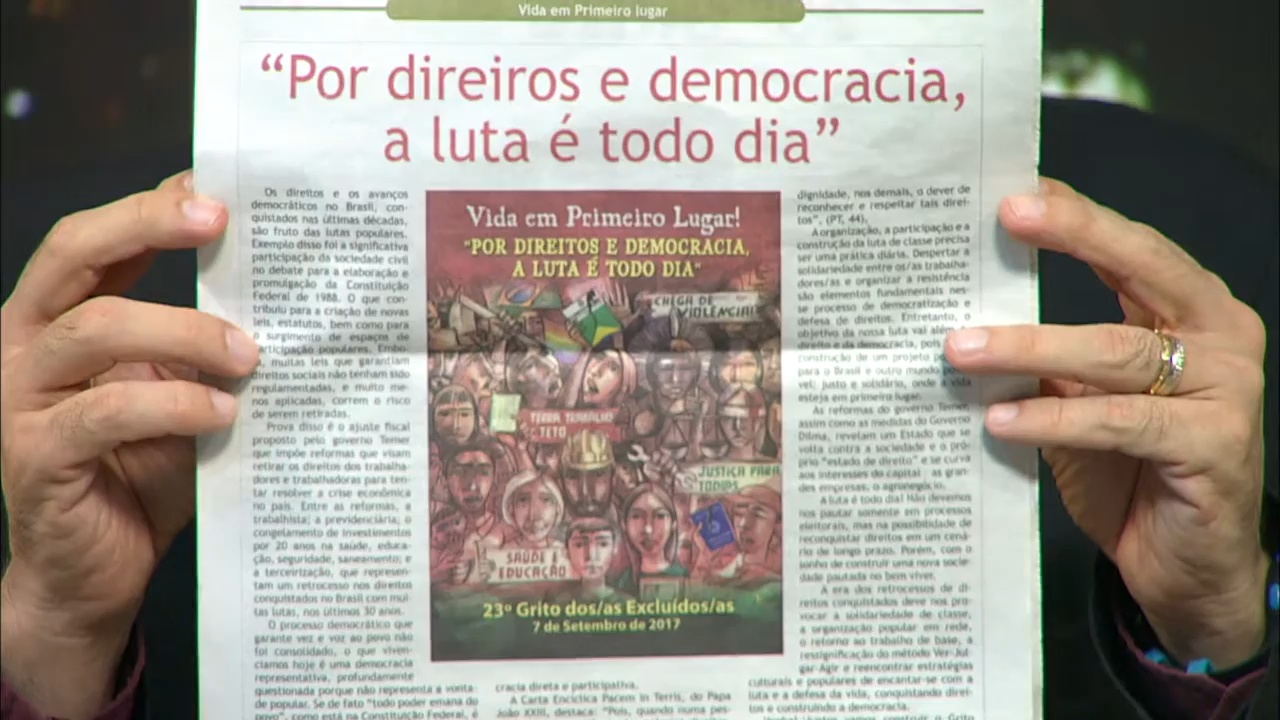 Vida em Primeiro lugar
“Por direiros e democracia,
a luta é todo dia”
Os direitos e os avanços
democráticos no Brasil, con-
quistados nas últimas décadas,
são fruto das lutas populares.
Exemplo disso foi a significativa
participação da sociedade civil
no debate para a elaboração e
promulgação da Constituição
Federal de 1988. O que con-
tribuiu para a criação de novas
leis, estatutos, bem como para
o surgimento de espaços de
participação populares. Embo-
ra, muitas leis que garantiam
direitos sociais não tenham sido
regulamentadas, e muito me-
nos aplicadas, correm o risco
de serem retiradas.
Prova disso é o ajuste fiscal
proposto pelo governo Temer
que impõe reformas que visam
retirar os direitos dos trabalha-
dores e trabalhadoras para ten-
tar resolver a crise econômica
no país. Entre as reformas, a
trabalhista; a previdenciária; o
congelamento de investimentos
por 20 anos na saúde, educa-
ção, seguridade, saneamento; e
a terceirização, que represen-
tam um retrocesso nos direitos
conquistados no Brasil com mui-
tas lutas, nos últimos 30 anos.
O processo democrático que
garante vez e voz ao povo não
foi consolidado, o que viven-
ciamos hoje é uma democracia
representativa, profundamente
questionada porque não representa a vonta-
de popular. Se de fato “todo poder emana do
povo”, como está na Constituição Federal, é
Vida em Primeiro Lugar!
"POR DIREITOS E DEMOCRACIA,
A LUTA É TODO DIA"
CHEGA DE
VIOLÊNCIA!
TERRA TRABALHO
TETO
JUSTIÇA PARA
TODOS
SAÚDE E
EDUCAÇÃO
23º Grito dos/as Excluídos/as
7 de Setembro de 2017
cracia direta e participativa.
A Carta Encíclica Pacem in Terris, do Papa
João XXIII, destaca: “Pois, quando numa pes-
dignidade, nos demais, o dever de
reconhecer e respeitar tais direi-
tos”. (PT, 44).
A organização, a participação e a
construção da luta de classe precisa
ser uma prática diária. Despertar a
solidariedade entre os/as trabalha-
dores/as e organizar a resistência
são elementos fundamentais nes-
se processo de democratização e
defesa de direitos. Entretanto, o
objetivo da nossa luta vai além
direito e da democracia, pois
construção de um projeto
para o Brasil e outro mundo
vel, justo e solidário, onde a vida
esteja em primeiro lugar.
As reformas do governo Temer,
assim como as medidas do Governo
Dilma, revelam um Estado que se
volta contra a sociedade e o pró-
prio “estado de direito” e se curva
aos interesses do capital: as gran-
des empresas, o agronegócio.
A luta é todo dia! Não devemos
nos pautar somente em processos
eleitorais, mas na possibilidade de
reconquistar direitos em um cená-
rio de longo prazo. Porém, com o
sonho de construir uma nova socie-
dade pautada no bem viver.
A era dos retrocessos de di-
reitos conquistados deve nos pro-
vocar a solidariedade de classe,
a organização popular em rede,
o retorno ao trabalho de base, a
ressignificação do método Ver-Jul-
gar-Agir e reencontrar estratégias
culturais e populares de encantar-se com a
luta e a defesa da vida, conquistando direi-
tos e construindo a democracia.